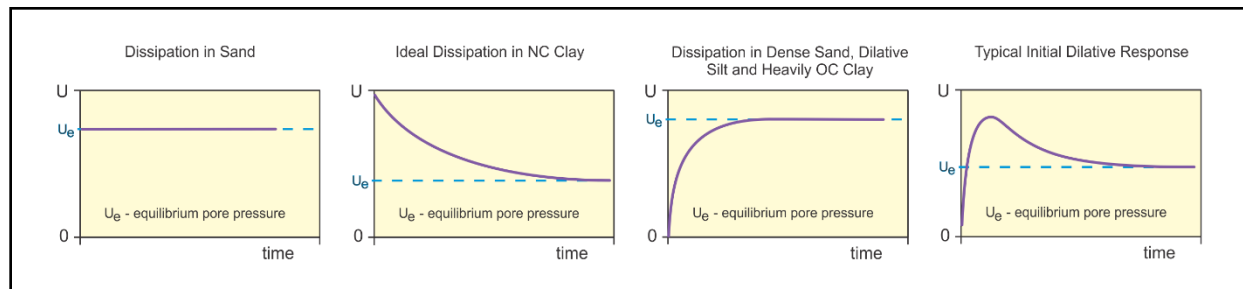 Dissipation in Sand
U
Ue
Ue - equilibrium pore pressure
0
time
Ideal Dissipation in NC Clay
U
Ue
Ue - equilibrium pore pressure
0
time
Dissipation in Dense Sand, Dilative
Silt and Heavily OC Clay
U
Ue
Ue - equilibrium pore pressure
0
time
Typical Initial Dilative Response
U
Ue
Ue - equilibrium pore pressure
0
time